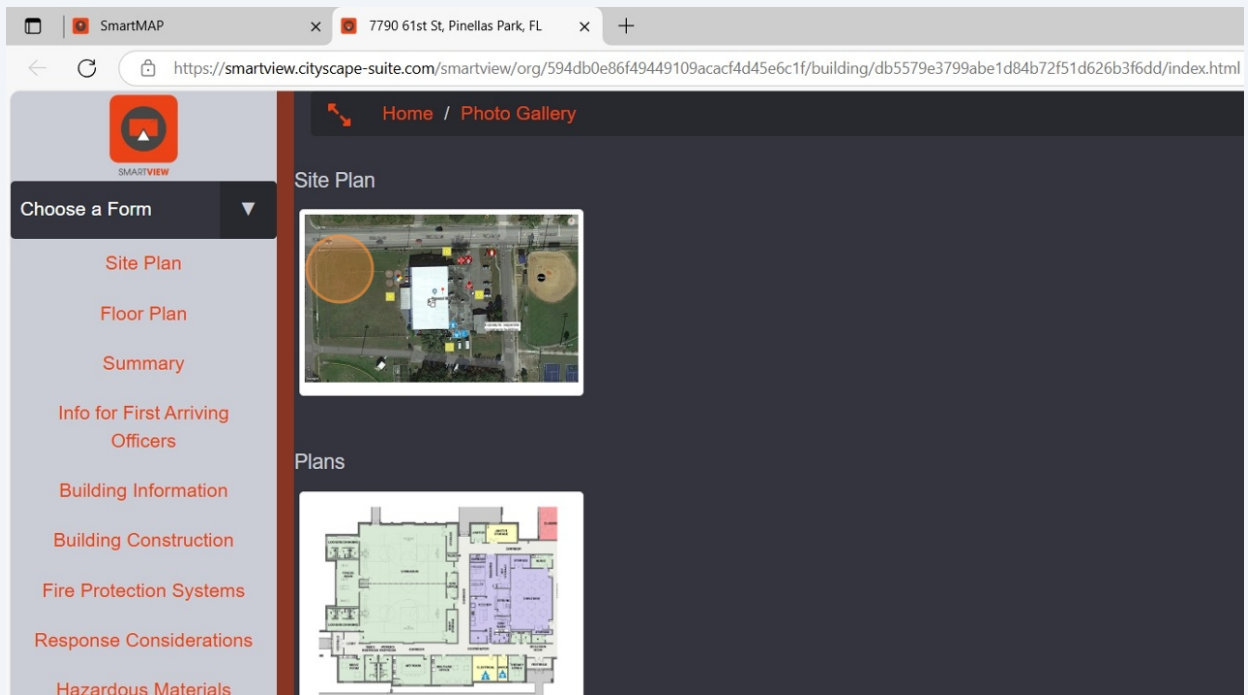 SmartMAP
7790 61st St, Pinellas Park, FL
https://smartview.cityscape-suite.com/smartview/org/594db0e86f49449109acacf4d45e6c1f/building/db5579e3799abe1d84b72f51d626b3f6dd/index.html
SMARTVIEW
Home / Photo Gallery
Choose a Form
Site Plan
Floor Plan
Summary
Info for First Arriving
Officers
Building Information
Building Construction
Fire Protection Systems
Response Considerations
Hazardous Materials
Site Plan
Plans